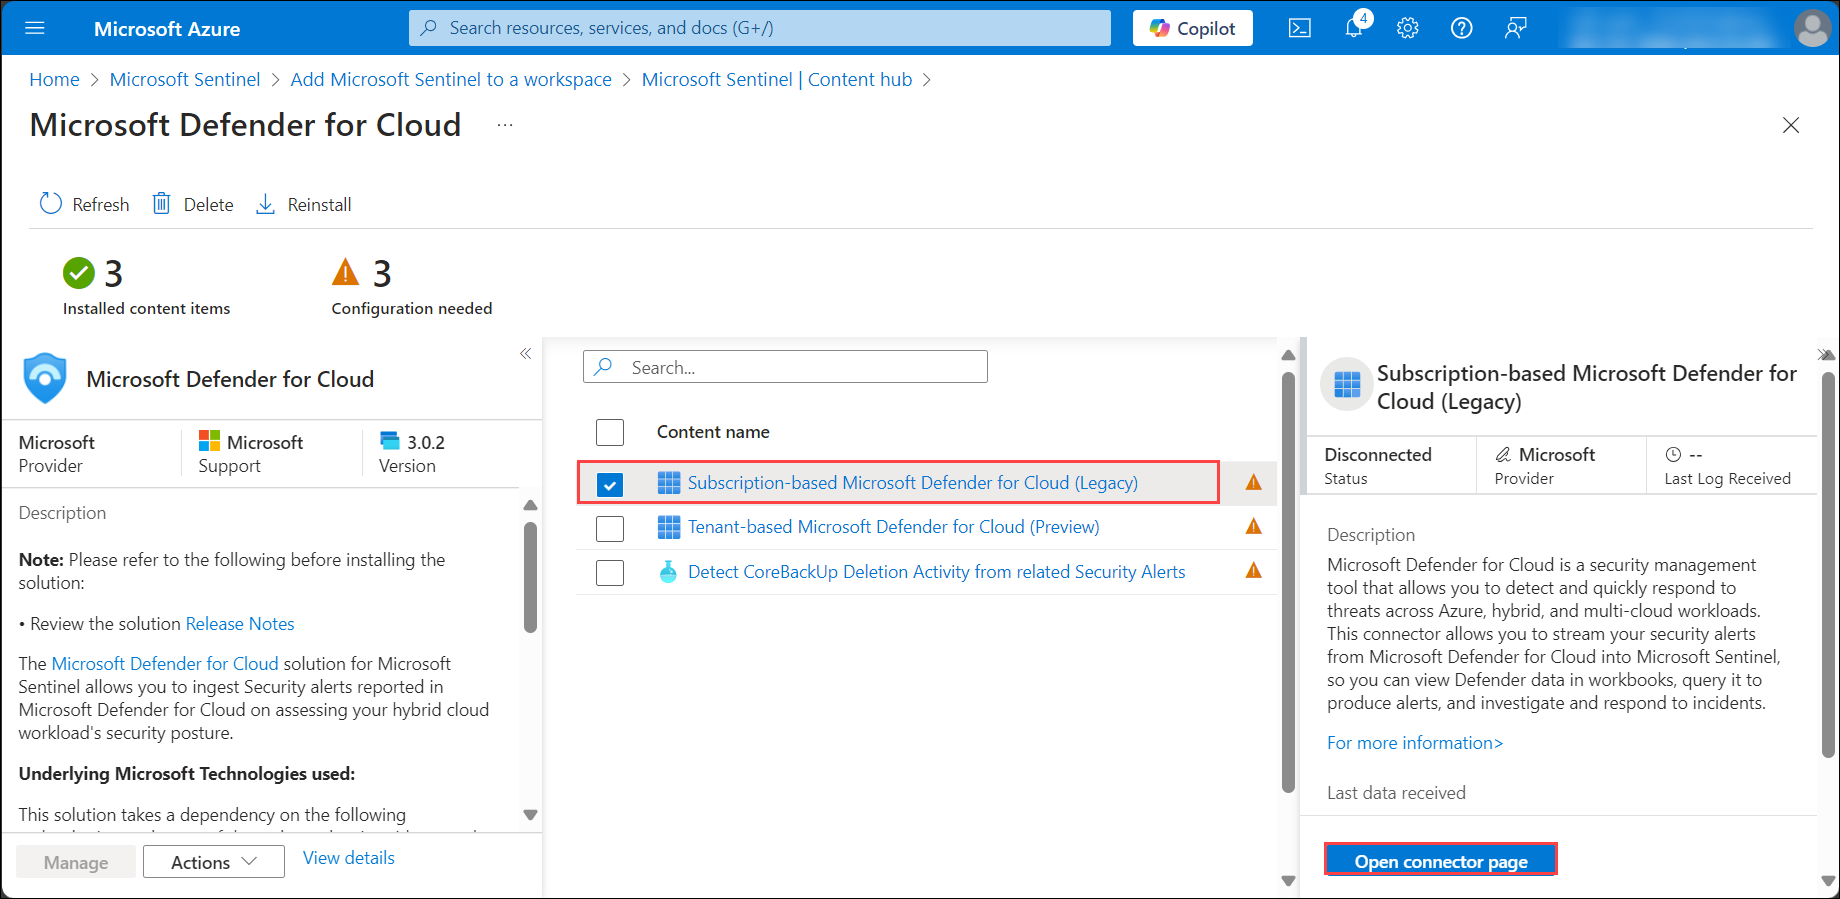 Microsoft Azure
Search resources, services, and docs (G+/)
Copilot
4
Home > Microsoft Sentinel > Add Microsoft Sentinel to a workspace > Microsoft Sentinel | Content hub >
Microsoft Defender for Cloud ...
Refresh
Delete
Reinstall
3
Installed content items
3
Configuration needed
Microsoft Defender for Cloud
Microsoft
Provider
Microsoft
Support
3.0.2
Version
Description
Note: Please refer to the following before installing the
solution:
• Review the solution Release Notes
The Microsoft Defender for Cloud solution for Microsoft
Sentinel allows you to ingest Security alerts reported in
Microsoft Defender for Cloud on assessing your hybrid cloud
workload's security posture.
Underlying Microsoft Technologies used:
This solution takes a dependency on the following
Manage
Actions
View details
Search...
Content name
Subscription-based Microsoft Defender for Cloud (Legacy)
Tenant-based Microsoft Defender for Cloud (Preview)
Detect CoreBackUp Deletion Activity from related Security Alerts
Subscription-based Microsoft Defender for
Cloud (Legacy)
Disconnected
Status
Microsoft
Provider
--
Last Log Received
Description
Microsoft Defender for Cloud is a security management
tool that allows you to detect and quickly respond to
threats across Azure, hybrid, and multi-cloud workloads.
This connector allows you to stream your security alerts
from Microsoft Defender for Cloud into Microsoft Sentinel,
so you can view Defender data in workbooks, query it to
produce alerts, and investigate and respond to incidents.
For more information>
Last data received
Open connector page